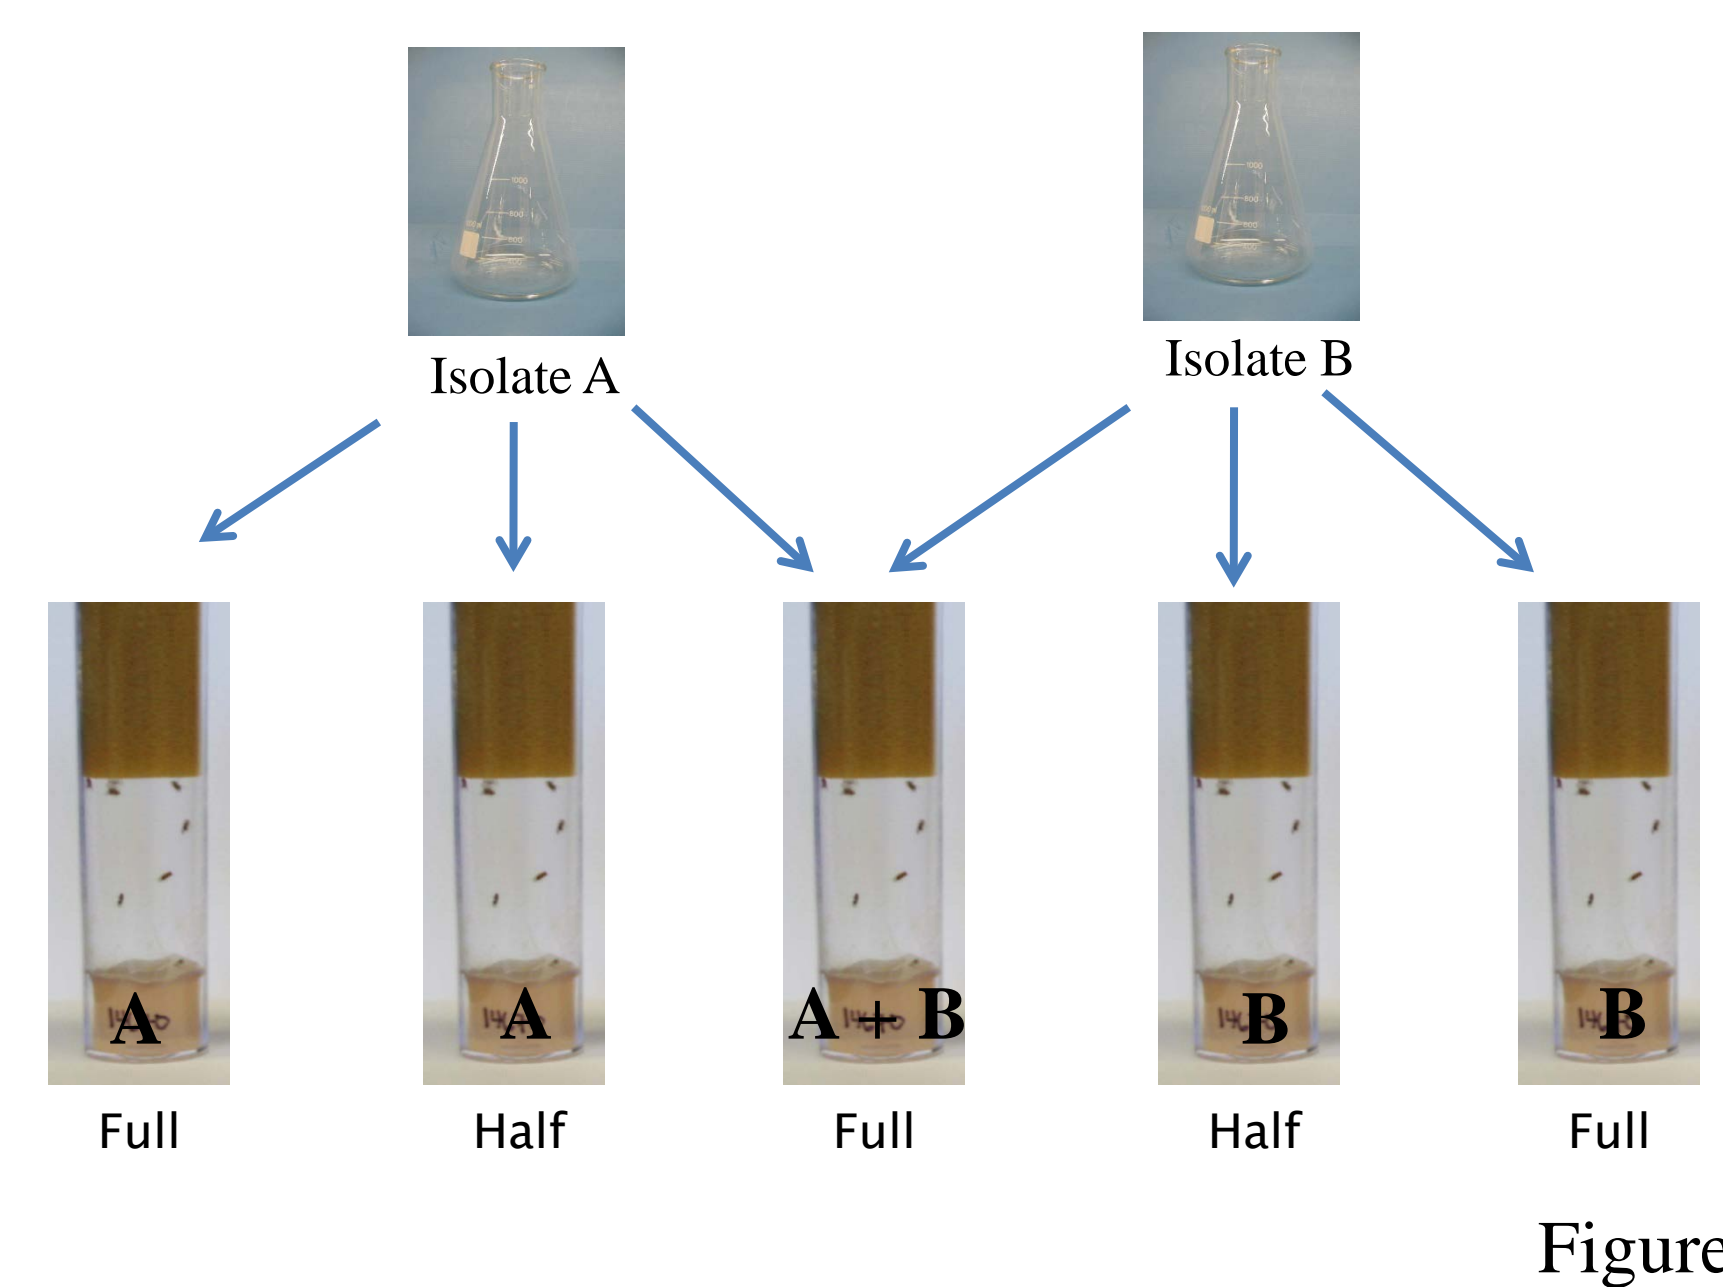 Isolate A
Isolate B
A
A
A + B
B
B
Full
Half
Full
Half
Full
Figure